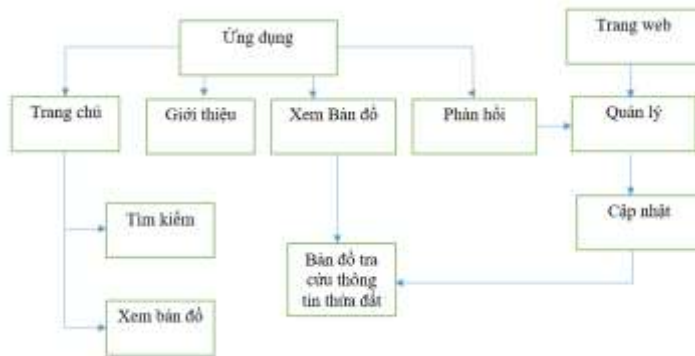 Ứng dụng
Trang web
Trang chủ
Giới thiệu
Xem Bản đồ
Phản hồi
Quản lý
Tìm kiếm
Cập nhật
Bản đồ tra
cứu thông
tin thửa đất
Xem bản đồ